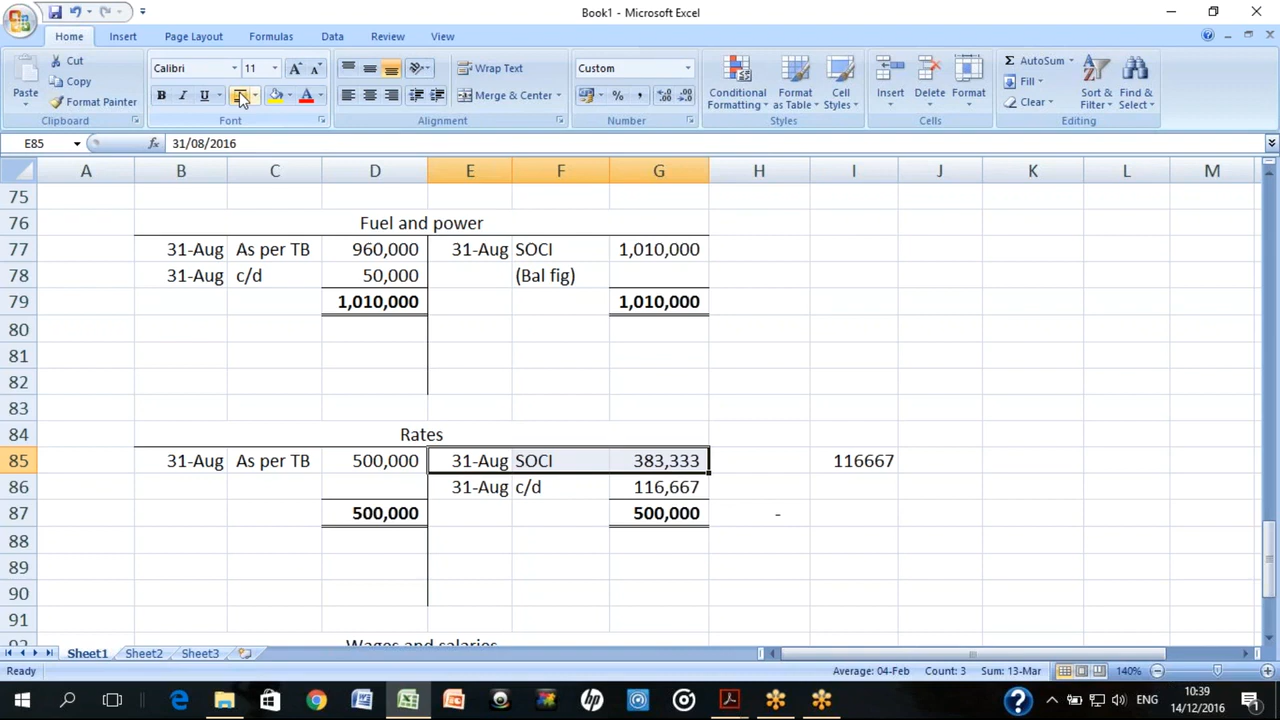 Book1 - Microsoft Excel
Home Insert Page Layout Formulas Data Review View
Paste Cut Copy Format Painter
Calibri 11
B I U
Wrap Text
Merge & Center
Custom
% ,
Conditional Formatting Format as Table Cell Styles
Insert Delete Format
Σ AutoSum Fill Clear
Sort & Filter Find & Select
Clipboard Font Alignment Number Styles Cells Editing
E85 fx 31/08/2016
A B C D E F G H I J K L M
75
76 Fuel and power
77 31-Aug As per TB 960,000 31-Aug SOCI 1,010,000
78 31-Aug c/d 50,000 (Bal fig)
79 1,010,000 1,010,000
80
81
82
83
84 Rates
85 31-Aug As per TB 500,000 31-Aug SOCI 383,333 116667
86 31-Aug c/d 116,667
87 500,000 500,000 -
88
89
90
91
92 Wages and salaries
Sheet1 Sheet2 Sheet3
Ready Average: 04-Feb Count: 3 Sum: 13-Mar 140%
ENG 10:39
14/12/2016